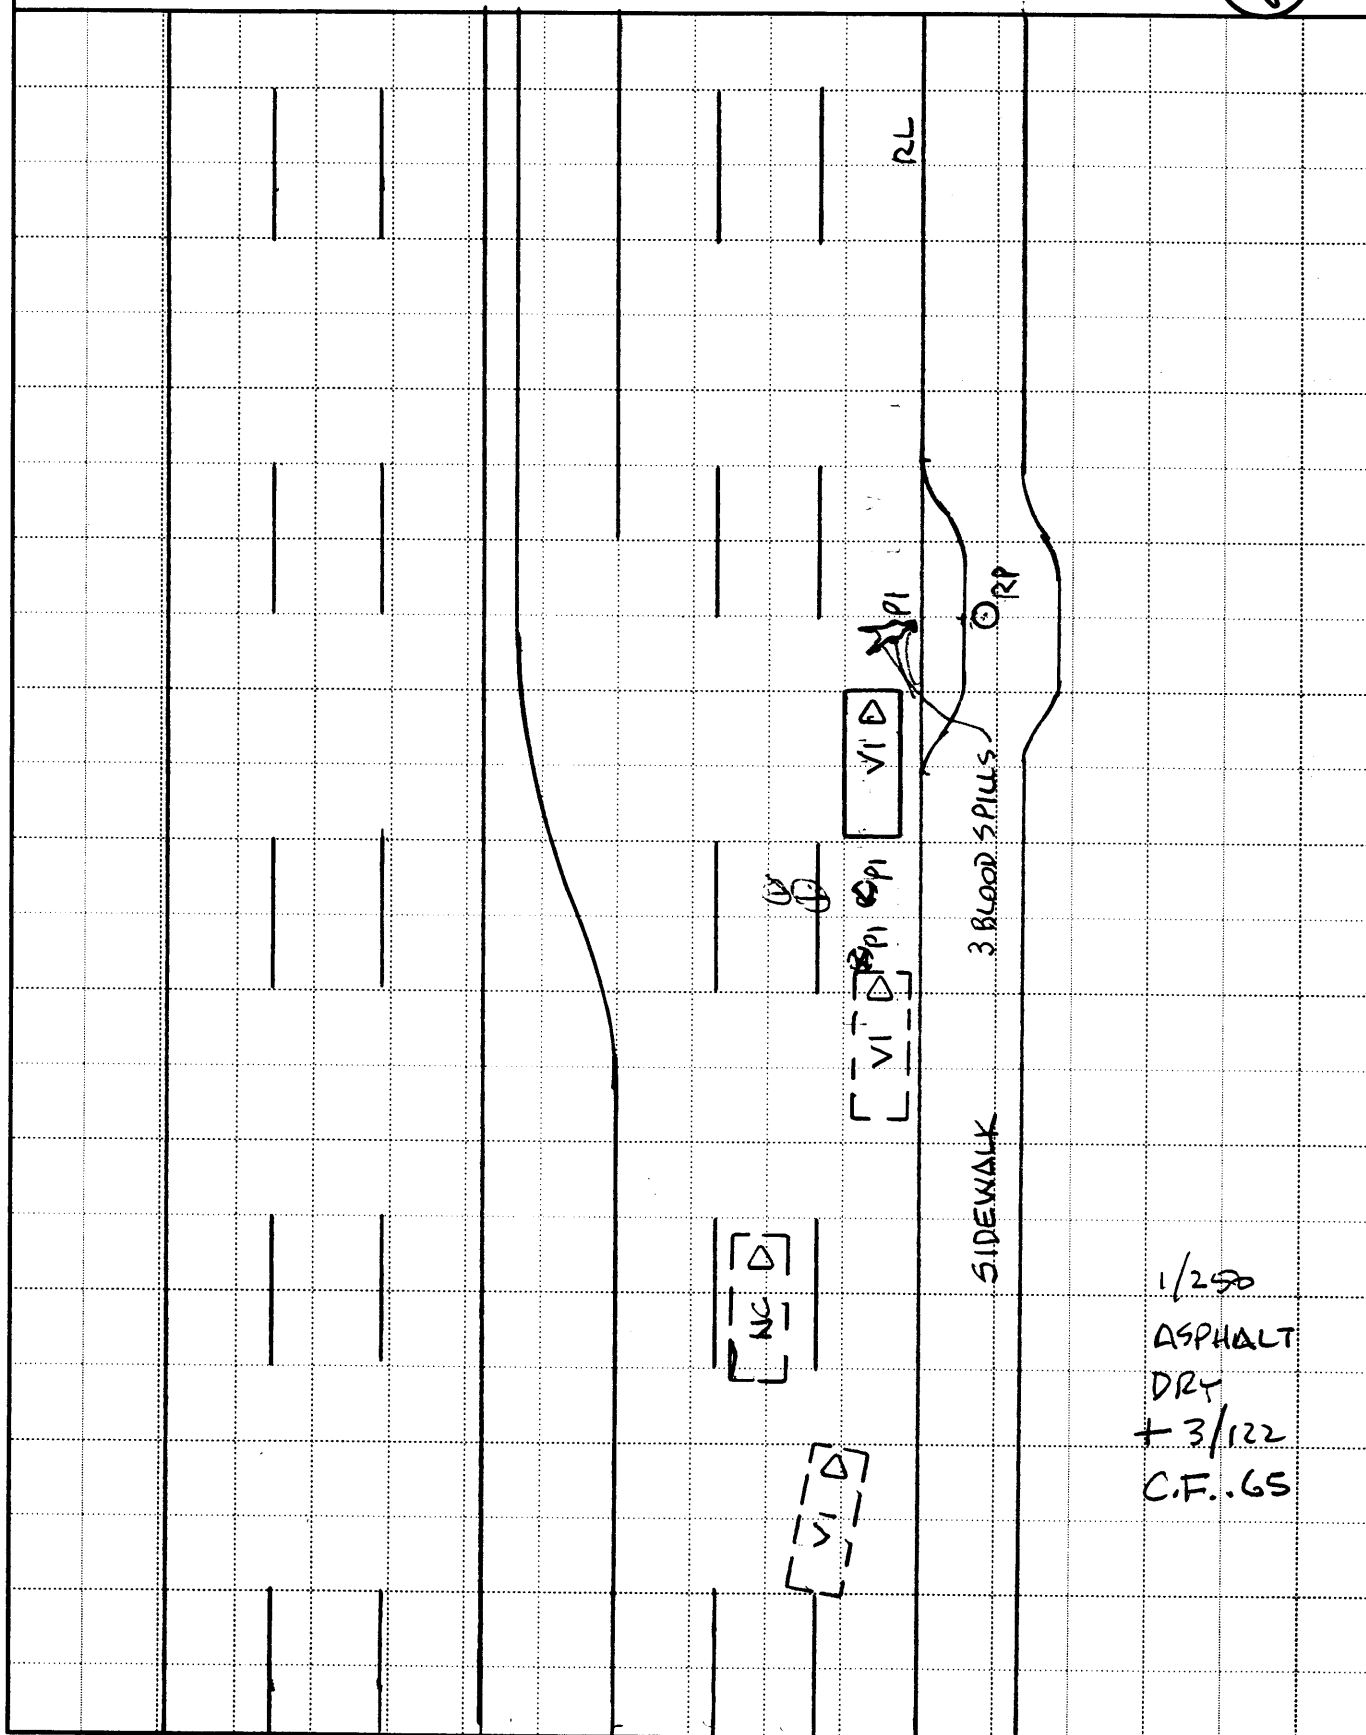 RL
P1
RP
V1
3 BLOOD SPILLS
P1
P1
V1
SIDEWALK
NC
V1
1/250
ASPHALT
DRY
+ 3/122
C.F. .65